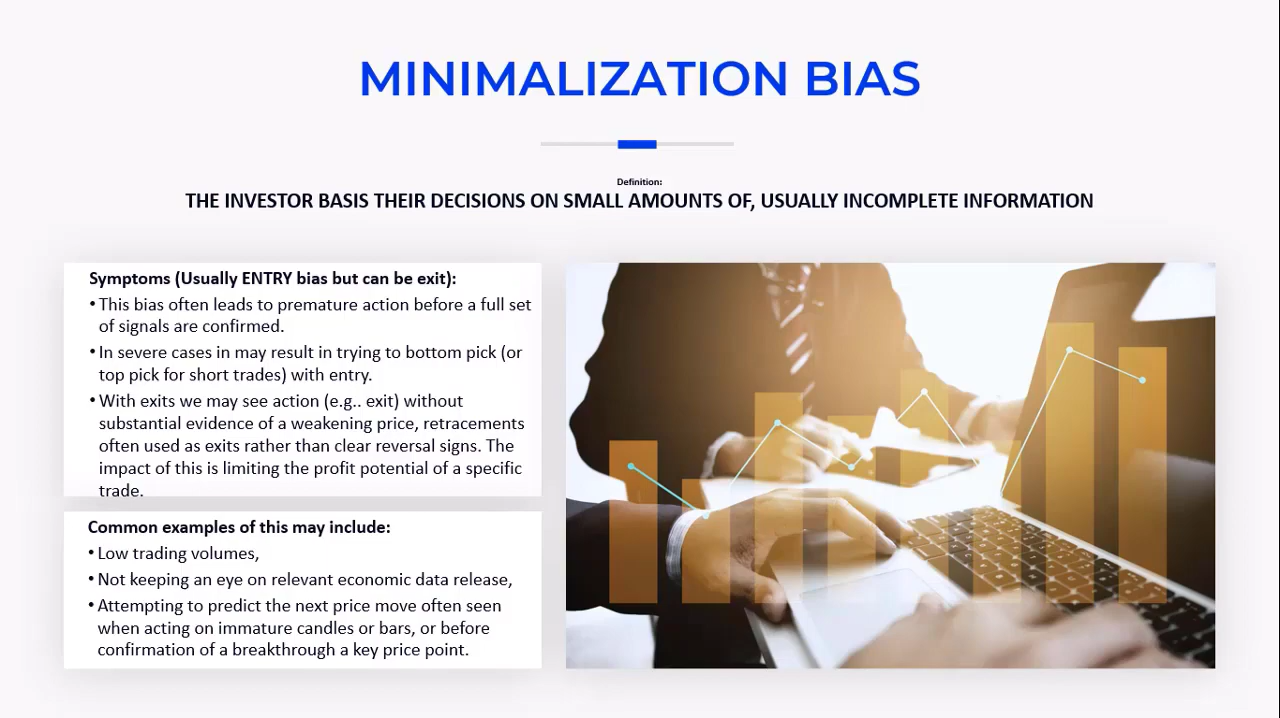 MINIMALIZATION BIAS
Definition:
THE INVESTOR BASIS THEIR DECISIONS ON SMALL AMOUNTS OF, USUALLY INCOMPLETE INFORMATION
Symptoms (Usually ENTRY bias but can be exit):
• This bias often leads to premature action before a full set
of signals are confirmed.
• In severe cases in may result in trying to bottom pick (or
top pick for short trades) with entry.
• With exits we may see action (e.g.. exit) without
substantial evidence of a weakening price, retracements
often used as exits rather than clear reversal signs. The
impact of this is limiting the profit potential of a specific
trade.
Common examples of this may include:
• Low trading volumes,
• Not keeping an eye on relevant economic data release,
• Attempting to predict the next price move often seen
when acting on immature candles or bars, or before
confirmation of a breakthrough a key price point.